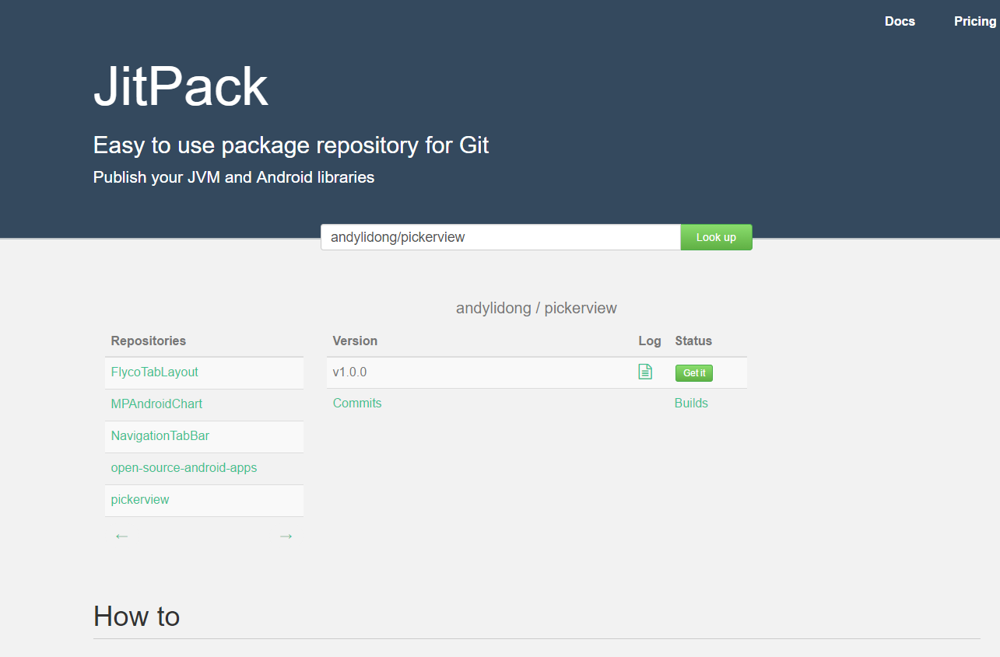 Docs Pricing
JitPack
Easy to use package repository for Git
Publish your JVM and Android libraries
andylidong/pickerview Look up
andylidong / pickerview
Repositories Version Log Status
FlycoTabLayout v1.0.0 Get it
MPAndroidChart Commits Builds
NavigationTabBar
open-source-android-apps
pickerview
← →
How to